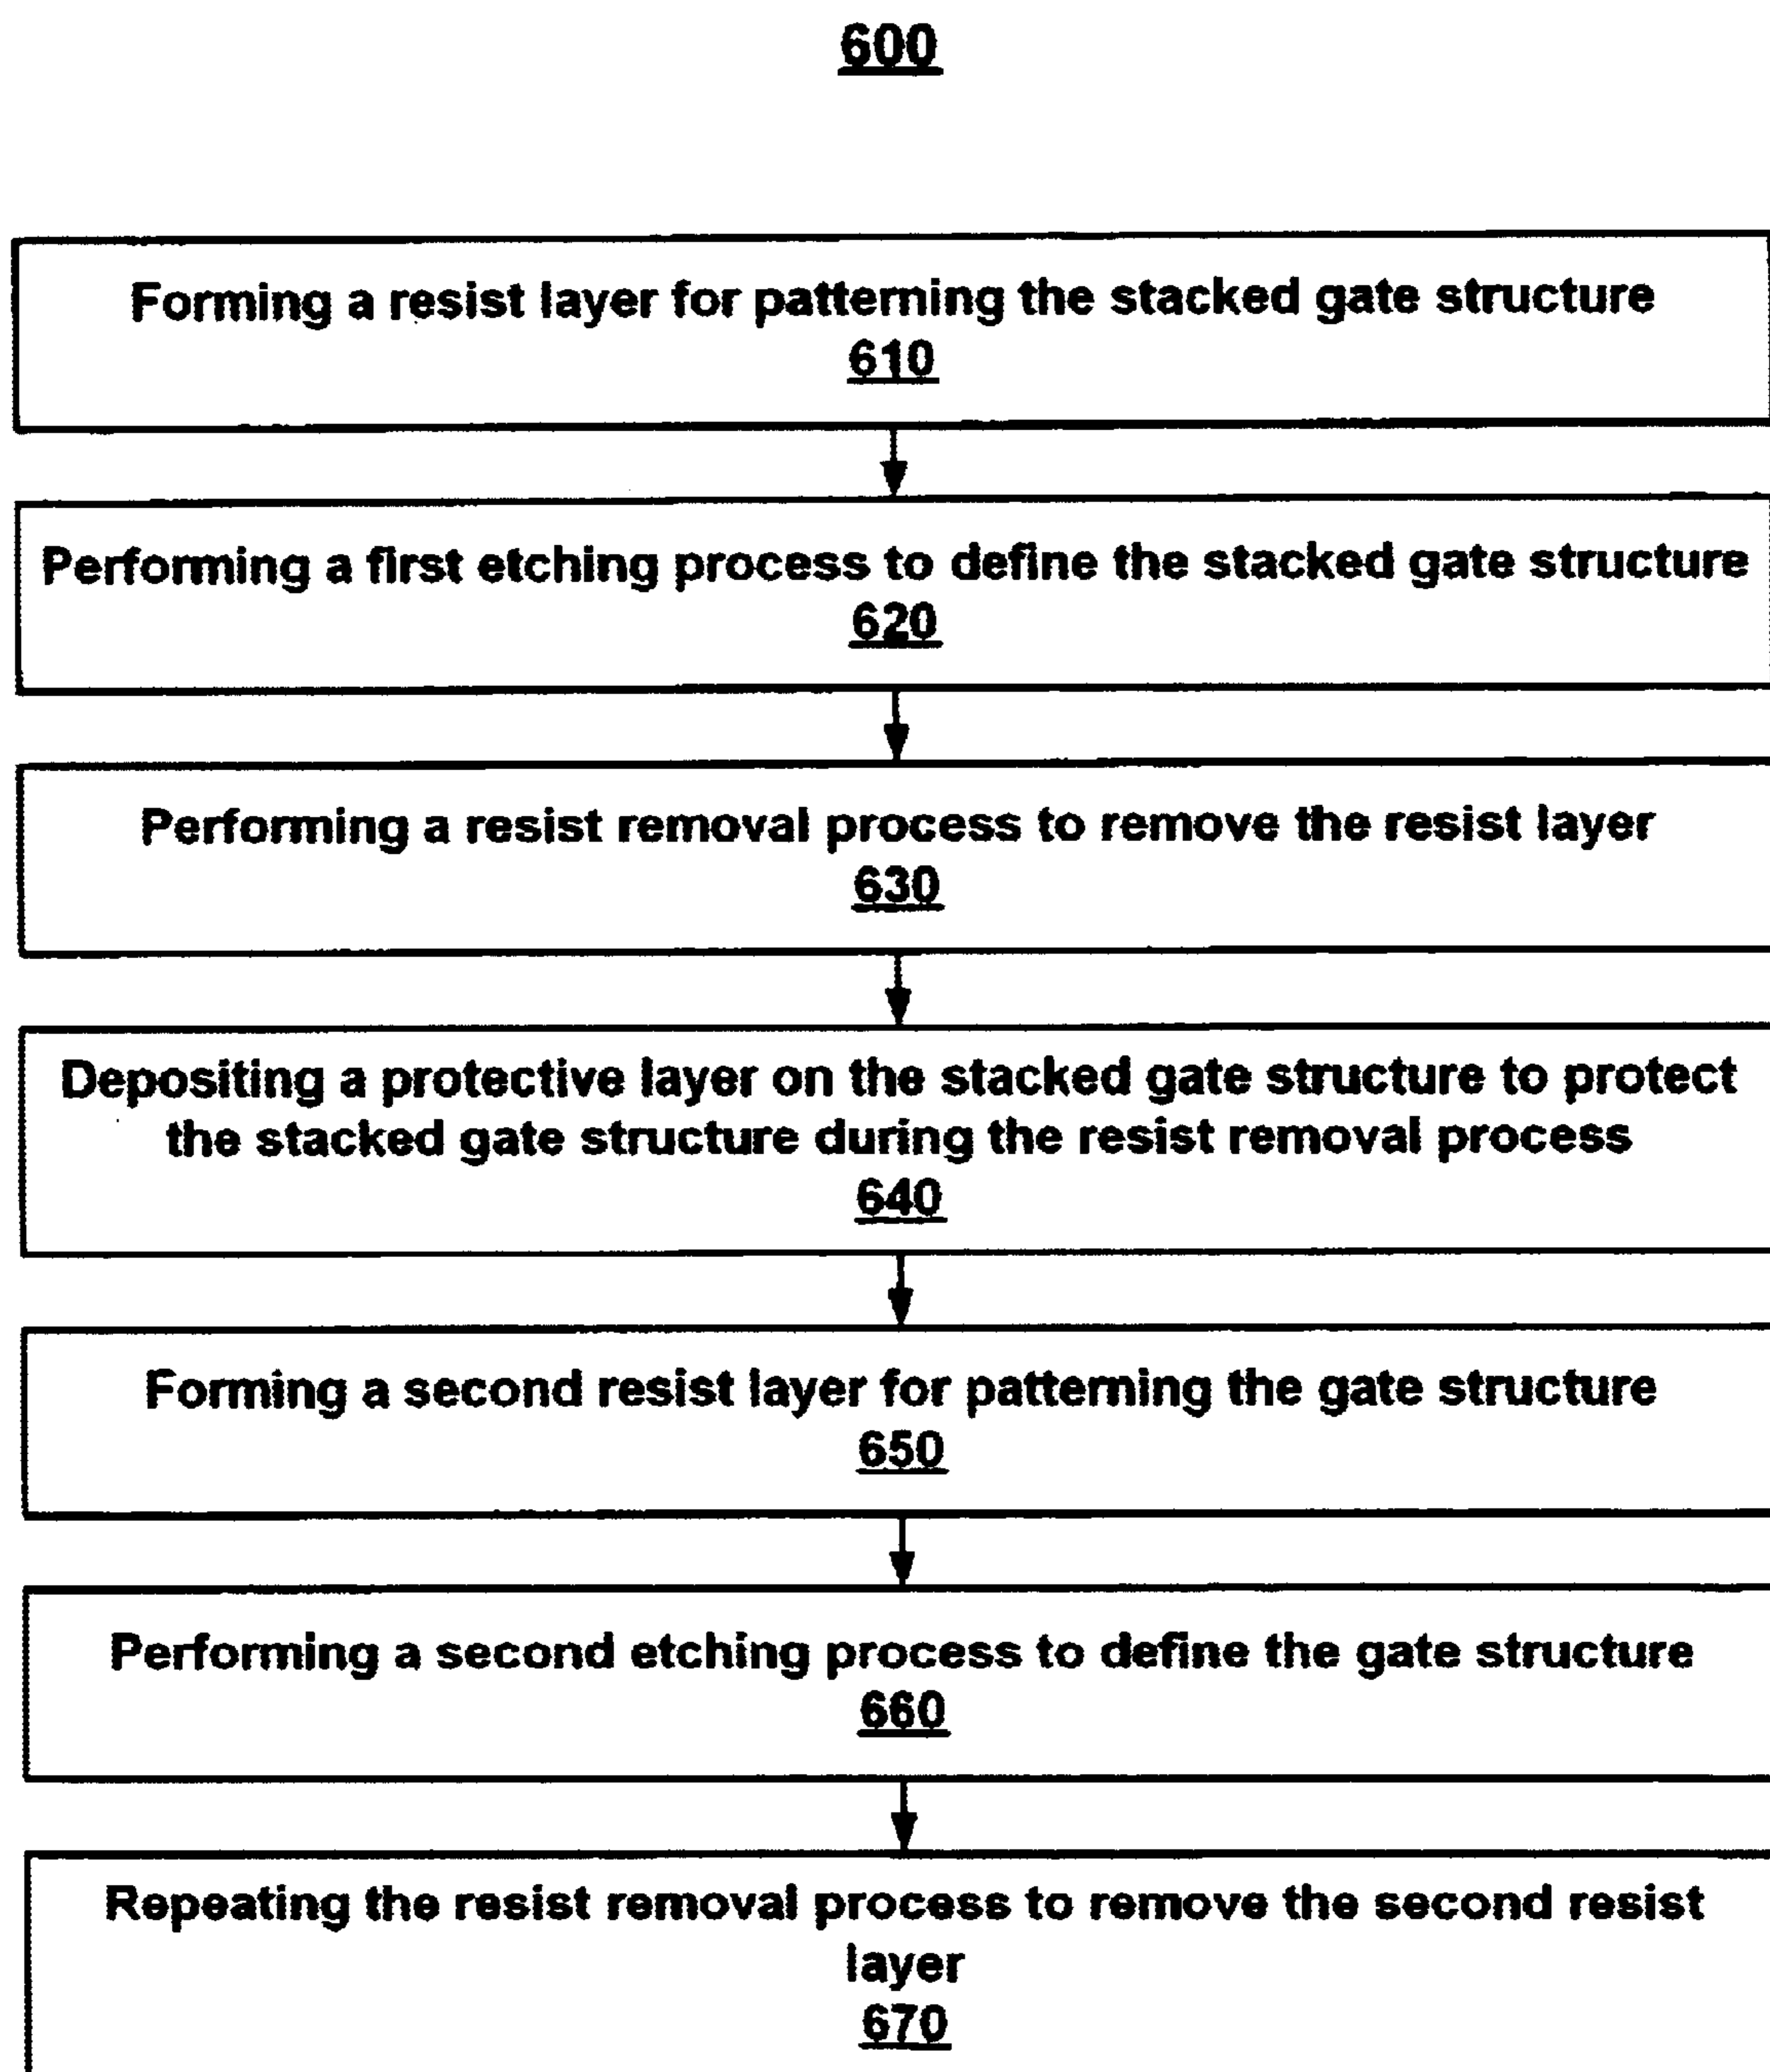 600
Forming a resist layer for patterning the stacked gate structure
610
Performing a first etching process to define the stacked gate structure
620
Performing a resist removal process to remove the resist layer
630
Depositing a protective layer on the stacked gate structure to protect
the stacked gate structure during the resist removal process
640
Forming a second resist layer for patterning the gate structure
650
Performing a second etching process to define the gate structure
660
Repeating the resist removal process to remove the second resist
layer
670